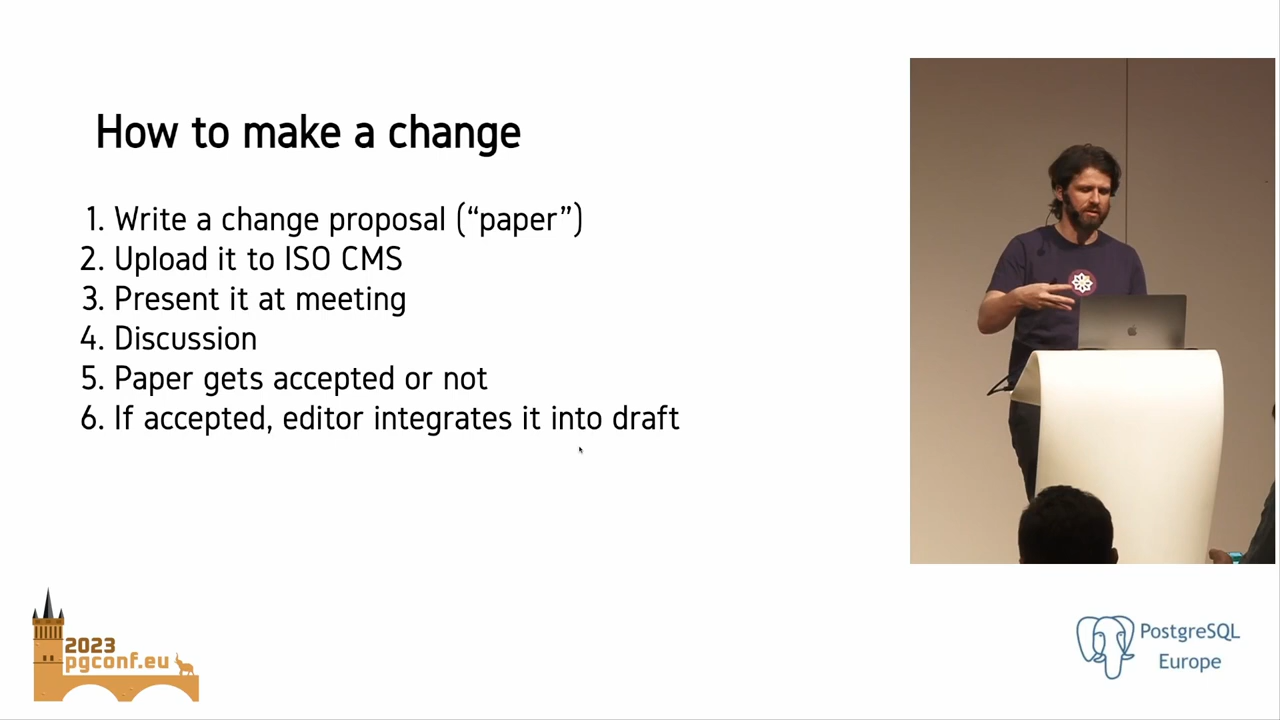 How to make a change
1. Write a change proposal (“paper”)
2. Upload it to ISO CMS
3. Present it at meeting
4. Discussion
5. Paper gets accepted or not
6. If accepted, editor integrates it into draft
2023
pgconf.eu
PostgreSQL
Europe